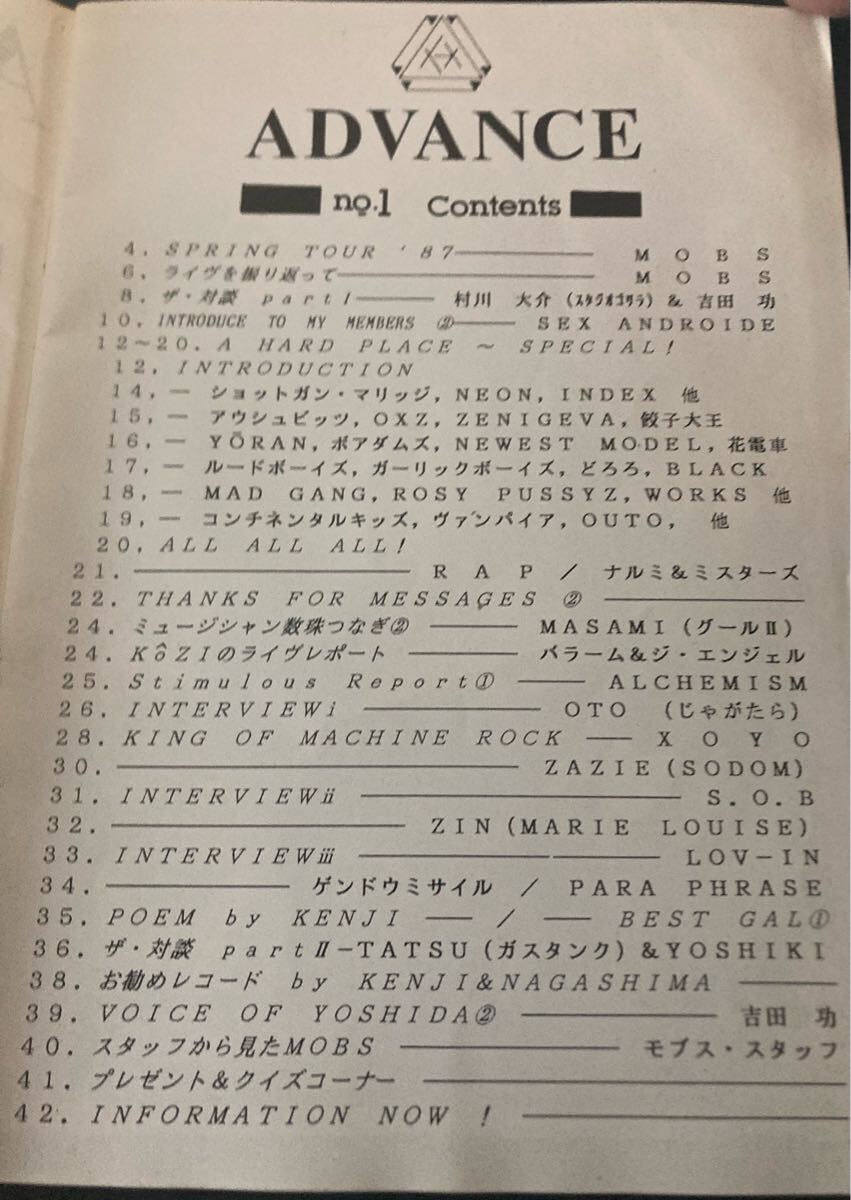 ADVANCE
no.1 Contents
4. SPRING TOUR '87 — MOBS
6. ライヴを振り返って — MOBS
8. ザ・対談 part I — 村川 大介(ｽﾀｼﾞｵｺﾞﾘﾗ) & 吉田 功
10. INTRODUCE TO MY MEMBERS ② — SEX ANDROIDE
12~20. A HARD PLACE ~ SPECIAL!
12, INTRODUCTION
14, — ショットガン・マリッジ, NEON, INDEX 他
15, — アウシュビッツ, OXZ, ZENIGEVA, 餃子大王
16, — YŌRAN, ボアダムズ, NEWEST MODEL, 花電車
17, — ルードボーイズ, ガーリックボーイズ, どろろ, BLACK
18, — MAD GANG, ROSY PUSSYZ, WORKS 他
19, — コンチネンタルキッズ, ヴァンパイア, OUTO, 他
20, ALL ALL ALL!
21. — RAP / ナルミ&ミスターズ
22. THANKS FOR MESSAGES ② —
24. ミュージシャン数珠つなぎ② — MASAMI (グールⅡ)
24. KôZIのライヴレポート — バラーム&ジ・エンジェル
25. Stimulous Report① — ALCHEMISM
26. INTERVIEWⅰ — OTO (じゃがたら)
28. KING OF MACHINE ROCK — XOYO
30. — ZAZIE (SODOM)
31. INTERVIEWⅱ — S.O.B
32. — ZIN (MARIE LOUISE)
33. INTERVIEWⅲ — LOV-IN
34. — ゲンドウミサイル / PARA PHRASE
35. POEM by KENJI — / — BEST GAL①
36. ザ・対談 partⅡ-TATSU (ガスタンク) &YOSHIKI
38. お勧めレコード by KENJI&NAGASHIMA —
39. VOICE OF YOSHIDA② — 吉田 功
40. スタッフから見たMOBS — モブス・スタッフ
41. プレゼント&クイズコーナー —
42. INFORMATION NOW ! —